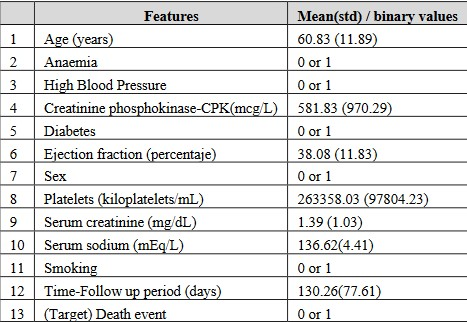 Features Mean(std) / binary values
1 Age (years) 60.83 (11.89)
2 Anaemia 0 or 1
3 High Blood Pressure 0 or 1
4 Creatinine phosphokinase-CPK(mcg/L) 581.83 (970.29)
5 Diabetes 0 or 1
6 Ejection fraction (percentaje) 38.08 (11.83)
7 Sex 0 or 1
8 Platelets (kiloplatelets/mL) 263358.03 (97804.23)
9 Serum creatinine (mg/dL) 1.39 (1.03)
10 Serum sodium (mEq/L) 136.62(4.41)
11 Smoking 0 or 1
12 Time-Follow up period (days) 130.26(77.61)
13 (Target) Death event 0 or 1